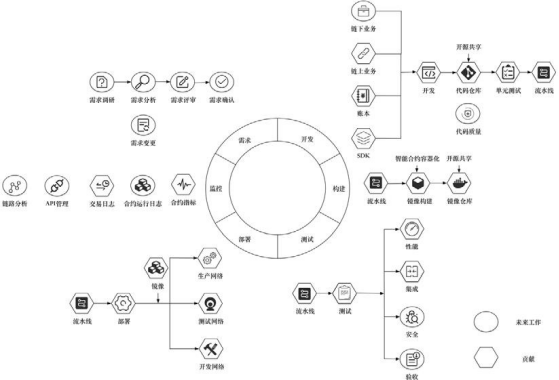 链下业务
链上业务
账本
SDK
开发
开源共享
代码仓库
单元测试
流水线
代码质量
需求调研
需求分析
需求评审
需求确认
需求变更
需求
开发
构建
测试
部署
监控
链路分析
API管理
交易日志
合约运行日志
合约指标
智能合约容器化
开源共享
流水线
镜像构建
镜像仓库
流水线
部署
镜像
生产网络
测试网络
开发网络
流水线
测试
性能
集成
安全
验收
未来工作
贡献